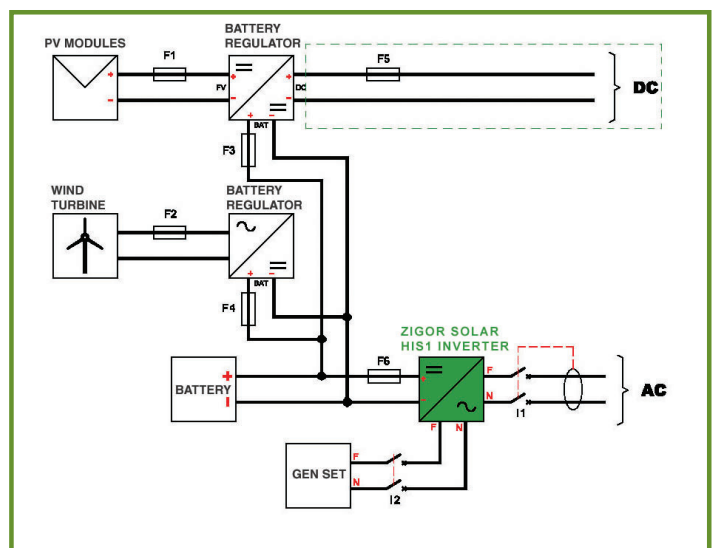 BATTERY
REGULATOR
PV MODULES
F1
F5
+
-
+
-
FV
+
-
DC
DC
+
-
BAT
F3
WIND
TURBINE
F2
BATTERY
REGULATOR
+
-
BAT
F4
ZIGOR SOLAR
HIS1 INVERTER
BATTERY
+
-
F6
+
-
F
N
I1
AC
F
N
GEN SET
F
N
I2